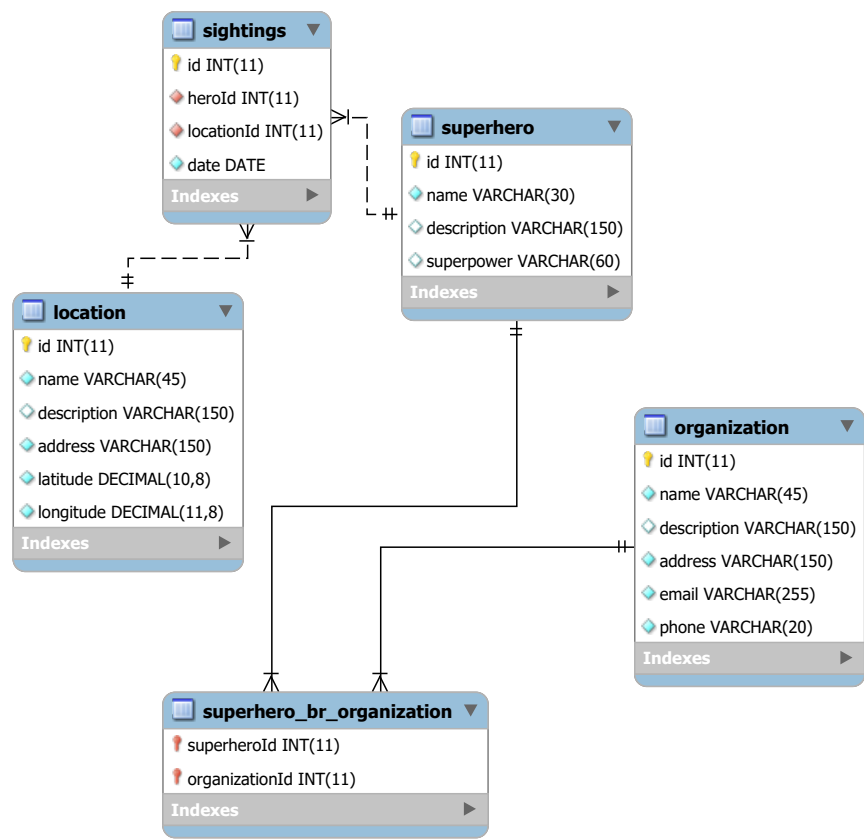 sightings
id INT(11)
heroId INT(11)
locationId INT(11)
date DATE
Indexes
superhero
id INT(11)
name VARCHAR(30)
description VARCHAR(150)
superpower VARCHAR(60)
Indexes
location
id INT(11)
name VARCHAR(45)
description VARCHAR(150)
address VARCHAR(150)
latitude DECIMAL(10,8)
longitude DECIMAL(11,8)
Indexes
organization
id INT(11)
name VARCHAR(45)
description VARCHAR(150)
address VARCHAR(150)
email VARCHAR(255)
phone VARCHAR(20)
Indexes
superhero_br_organization
superheroId INT(11)
organizationId INT(11)
Indexes